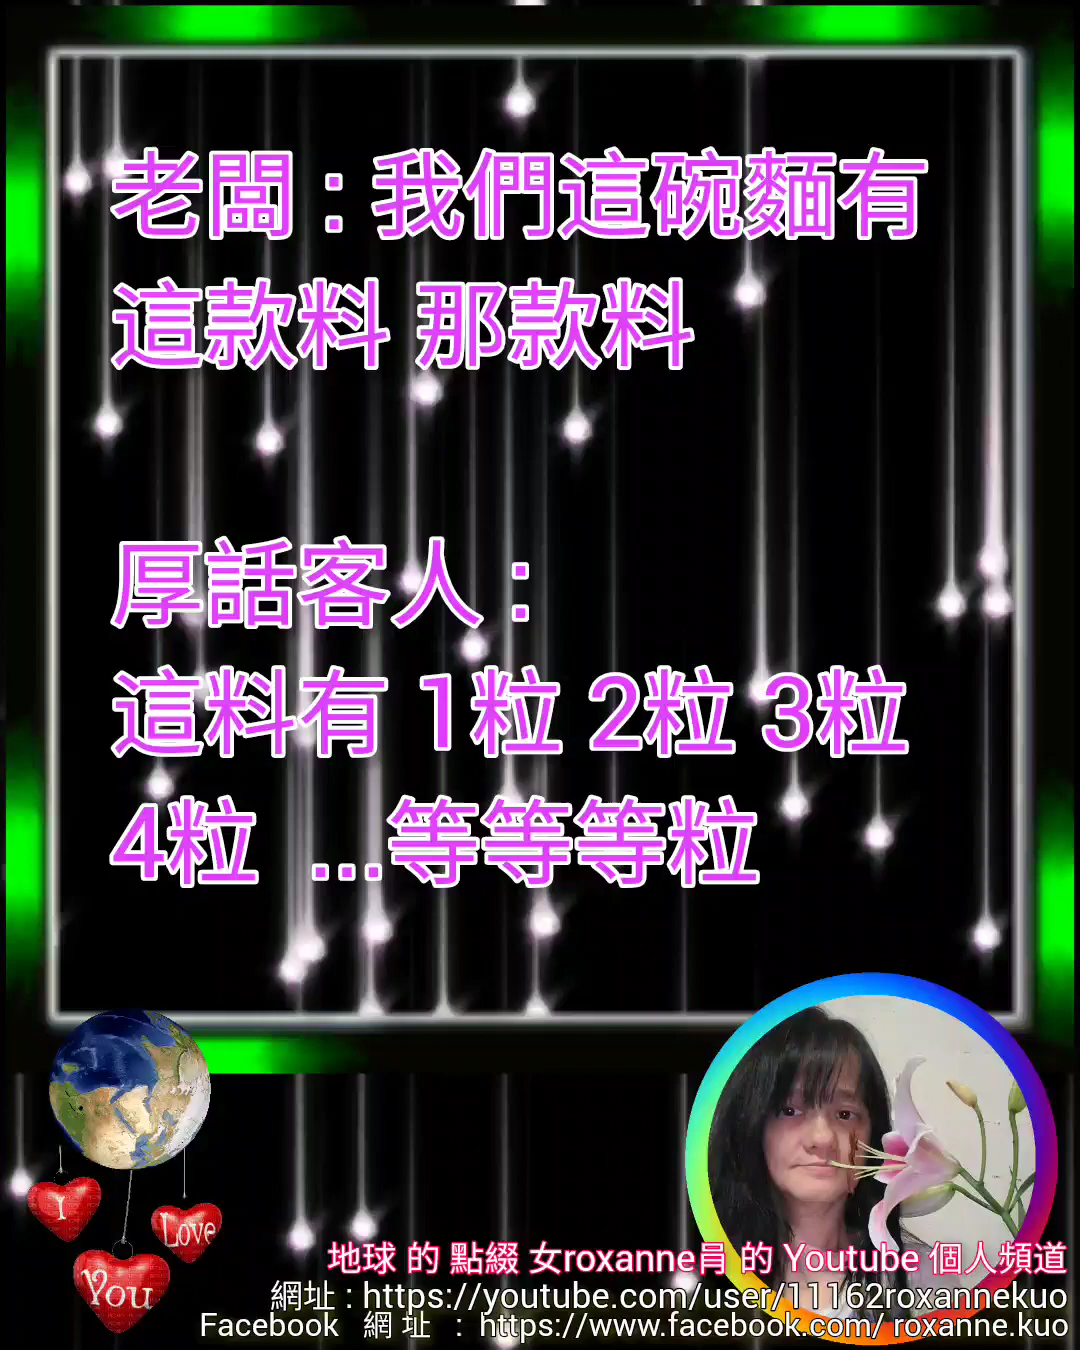 老闆 : 我們這碗麵有
這款料 那款料
厚話客人 :
這料有 1粒 2粒 3粒
4粒 ...等等等粒
I
Love
You
地球 的 點綴 女roxanne肙 的 Youtube 個人頻道
網址 : https://youtube.com/user/11162roxannekuo
Facebook 網 址 : https://www.facebook.com/ roxanne.kuo